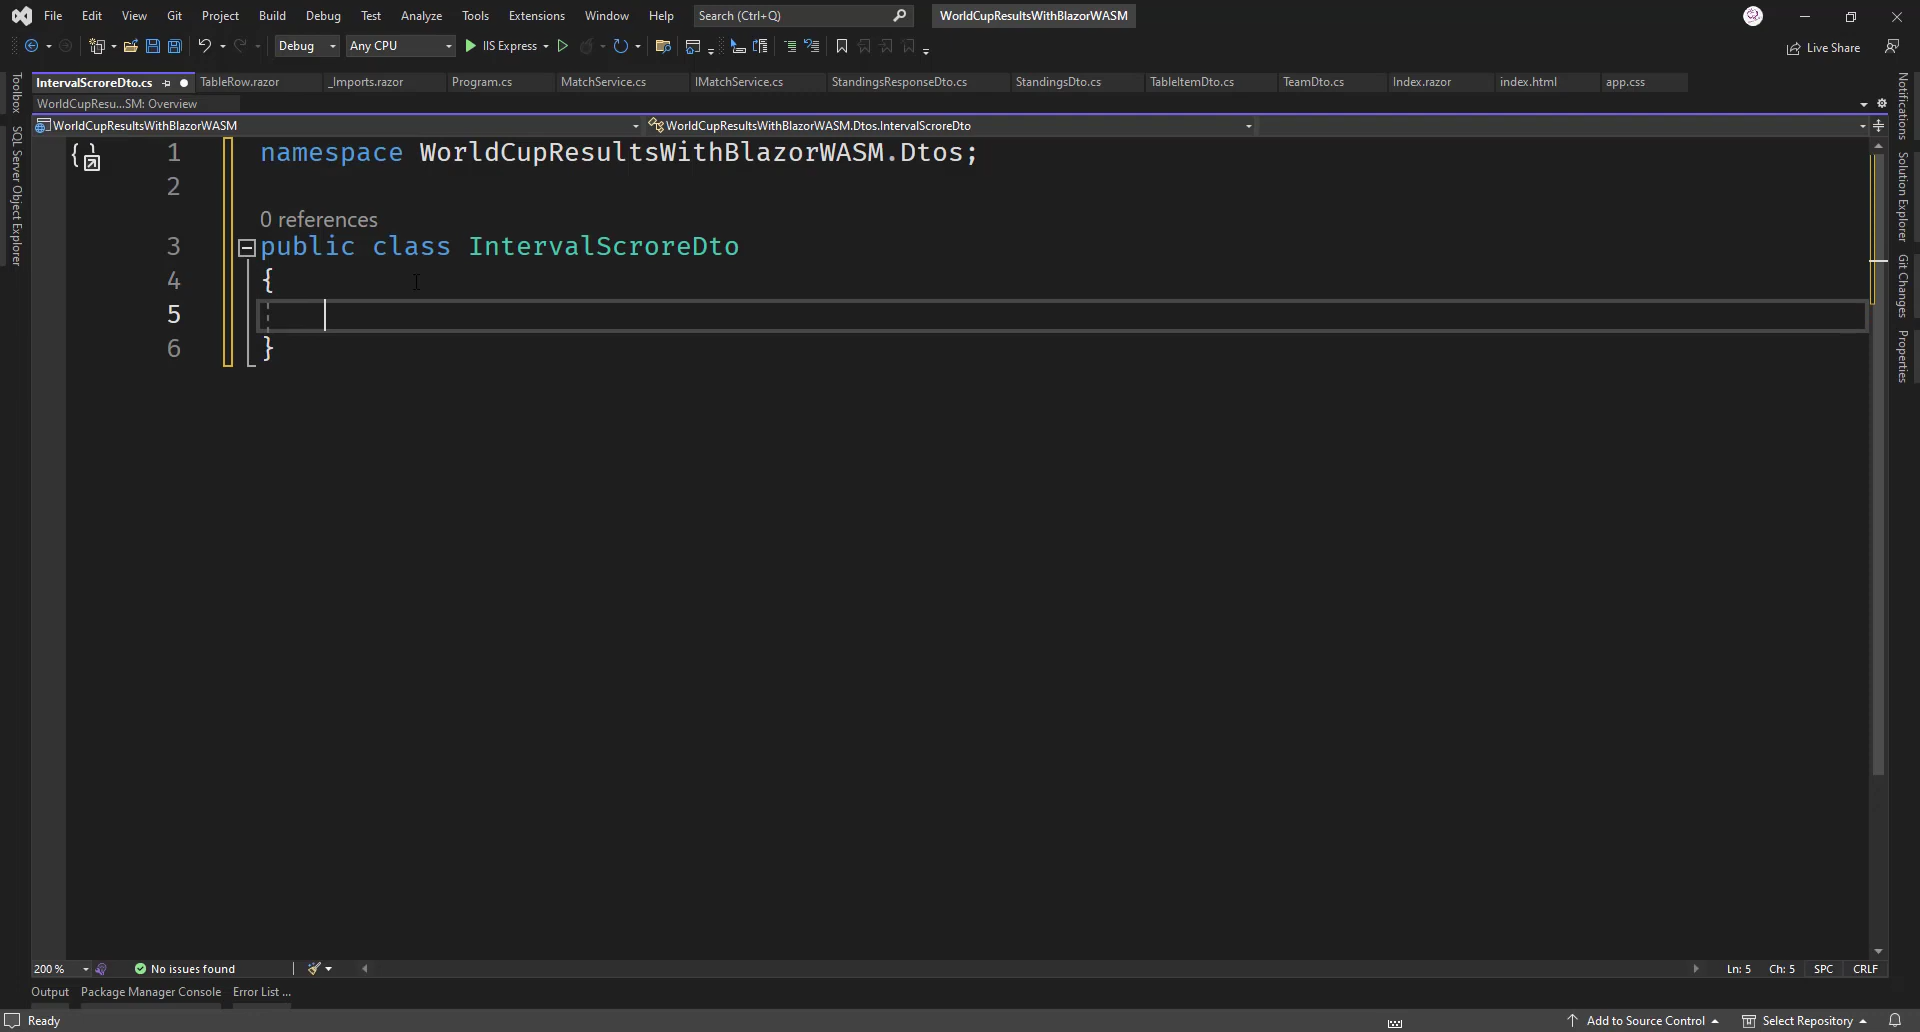 File Edit View Git Project Build Debug Test Analyze Tools Extensions Window Help Search (Ctrl+Q) WorldCupResultsWithBlazorWASM
Debug Any CPU IIS Express Live Share
IntervalScroreDto.cs TableRow.razor _Imports.razor Program.cs MatchService.cs IMatchService.cs StandingsResponseDto.cs StandingsDto.cs TableItemDto.cs TeamDto.cs Index.razor index.html app.css
WorldCupResu...SM: Overview
WorldCupResultsWithBlazorWASM WorldCupResultsWithBlazorWASM.Dtos.IntervalScroreDto
Toolbox
SQL Server Object Explorer
1 namespace WorldCupResultsWithBlazorWASM.Dtos;
2
0 references
3 public class IntervalScroreDto
4 {
5
6 }
Notifications
Solution Explorer
Git Changes
Properties
200 % No issues found Ln: 5 Ch: 5 SPC CRLF
Output Package Manager Console Error List ...
Ready Add to Source Control Select Repository